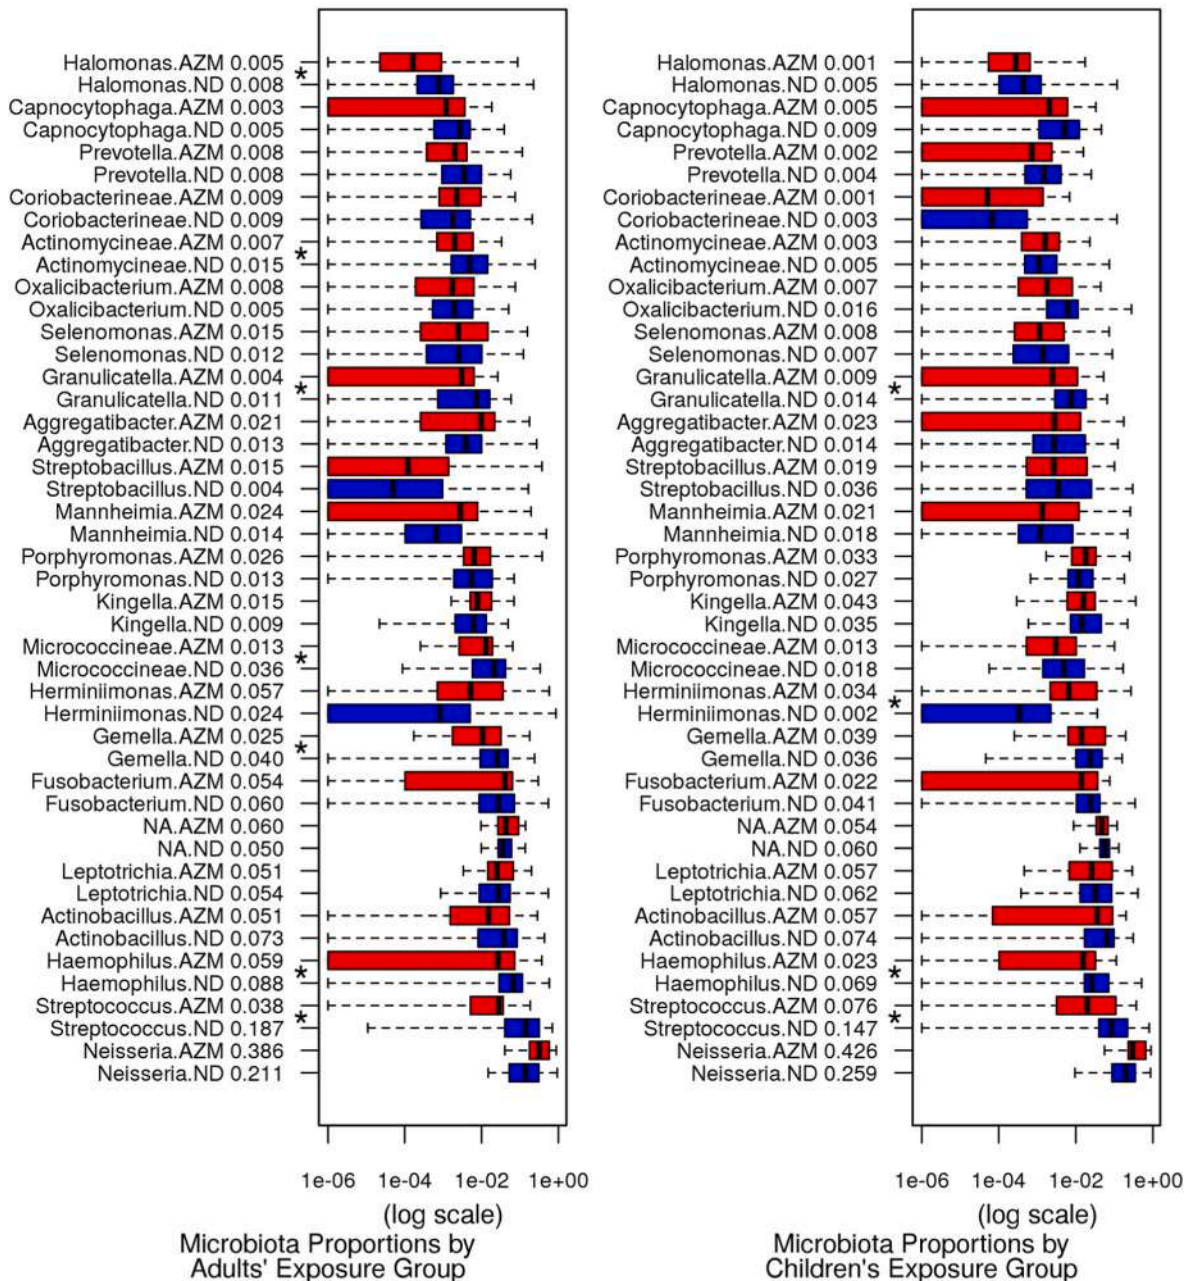 Halomonas.AZM 0.005
*
Halomonas.ND 0.008
Capnocytophaga.AZM 0.003
Capnocytophaga.ND 0.005
Prevotella.AZM 0.008
Prevotella.ND 0.008
Coriobacterineae.AZM 0.009
Coriobacterineae.ND 0.009
Actinomycineae.AZM 0.007
*
Actinomycineae.ND 0.015
Oxalicibacterium.AZM 0.008
Oxalicibacterium.ND 0.005
Selenomonas.AZM 0.015
Selenomonas.ND 0.012
Granulicatella.AZM 0.004
*
Granulicatella.ND 0.011
Aggregatibacter.AZM 0.021
Aggregatibacter.ND 0.013
Streptobacillus.AZM 0.015
Streptobacillus.ND 0.004
Mannheimia.AZM 0.024
Mannheimia.ND 0.014
Porphyromonas.AZM 0.026
Porphyromonas.ND 0.013
Kingella.AZM 0.015
Kingella.ND 0.009
Micrococcineae.AZM 0.013
*
Micrococcineae.ND 0.036
Herminiimonas.AZM 0.057
Herminiimonas.ND 0.024
Gemella.AZM 0.025
*
Gemella.ND 0.040
Fusobacterium.AZM 0.054
Fusobacterium.ND 0.060
NA.AZM 0.060
NA.ND 0.050
Leptotrichia.AZM 0.051
Leptotrichia.ND 0.054
Actinobacillus.AZM 0.051
Actinobacillus.ND 0.073
Haemophilus.AZM 0.059
*
Haemophilus.ND 0.088
Streptococcus.AZM 0.038
*
Streptococcus.ND 0.187
Neisseria.AZM 0.386
Neisseria.ND 0.211
1e-06 1e-04 1e-02 1e+00
(log scale)
Microbiota Proportions by
Adults' Exposure Group
Halomonas.AZM 0.001
Halomonas.ND 0.005
Capnocytophaga.AZM 0.005
Capnocytophaga.ND 0.009
Prevotella.AZM 0.002
Prevotella.ND 0.004
Coriobacterineae.AZM 0.001
Coriobacterineae.ND 0.003
Actinomycineae.AZM 0.003
Actinomycineae.ND 0.005
Oxalicibacterium.AZM 0.007
Oxalicibacterium.ND 0.016
Selenomonas.AZM 0.008
Selenomonas.ND 0.007
Granulicatella.AZM 0.009
*
Granulicatella.ND 0.014
Aggregatibacter.AZM 0.023
Aggregatibacter.ND 0.014
Streptobacillus.AZM 0.019
Streptobacillus.ND 0.036
Mannheimia.AZM 0.021
Mannheimia.ND 0.018
Porphyromonas.AZM 0.033
Porphyromonas.ND 0.027
Kingella.AZM 0.043
Kingella.ND 0.035
Micrococcineae.AZM 0.013
Micrococcineae.ND 0.018
Herminiimonas.AZM 0.034
*
Herminiimonas.ND 0.002
Gemella.AZM 0.039
Gemella.ND 0.036
Fusobacterium.AZM 0.022
Fusobacterium.ND 0.041
NA.AZM 0.054
NA.ND 0.060
Leptotrichia.AZM 0.057
Leptotrichia.ND 0.062
Actinobacillus.AZM 0.057
Actinobacillus.ND 0.074
Haemophilus.AZM 0.023
*
Haemophilus.ND 0.069
Streptococcus.AZM 0.076
*
Streptococcus.ND 0.147
Neisseria.AZM 0.426
Neisseria.ND 0.259
1e-06 1e-04 1e-02 1e+00
(log scale)
Microbiota Proportions by
Children's Exposure Group